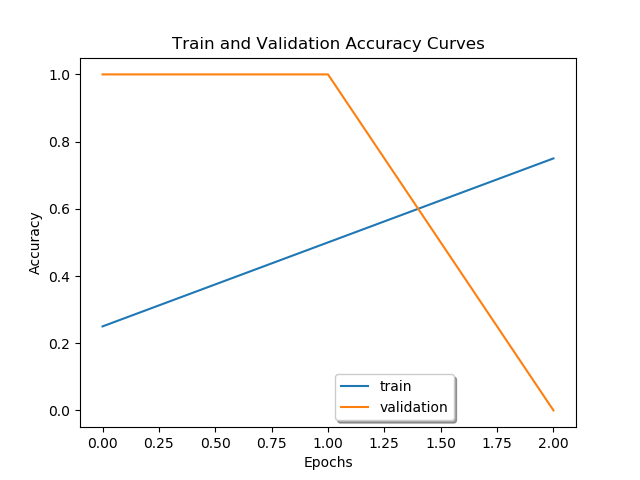 Train and Validation Accuracy Curves
1.0
0.8
0.6
0.4
0.2
0.0
Accuracy
train
validation
0.00 0.25 0.50 0.75 1.00 1.25 1.50 1.75 2.00
Epochs